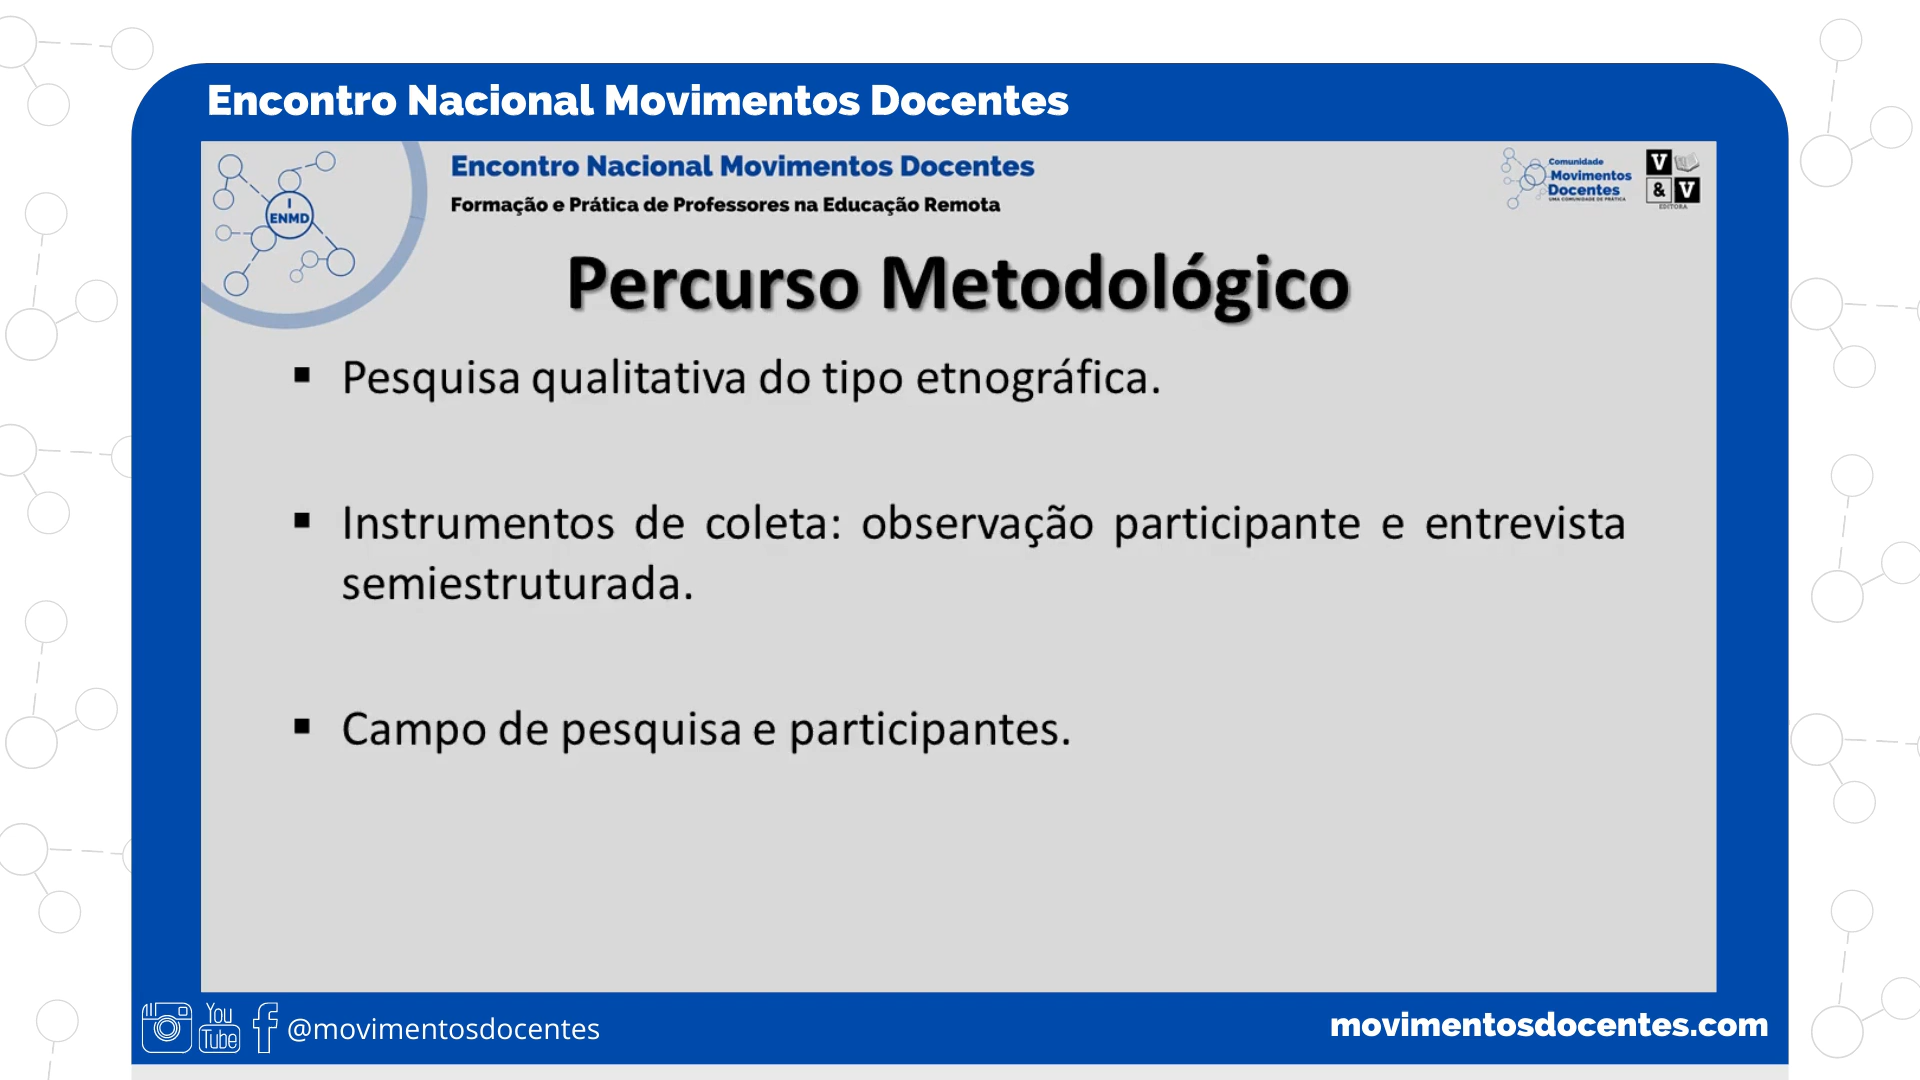 Encontro Nacional Movimentos Docentes
I
ENMD
Encontro Nacional Movimentos Docentes
Formação e Prática de Professores na Educação Remota
Comunidade
Movimentos
Docentes
UMA COMUNIDADE DE PRÁTICA
V
& V
EDITORA
Percurso Metodológico
▪ Pesquisa qualitativa do tipo etnográfica.
▪ Instrumentos de coleta: observação participante e entrevista
semiestruturada.
▪ Campo de pesquisa e participantes.
You
Tube
@movimentosdocentes
movimentosdocentes.com